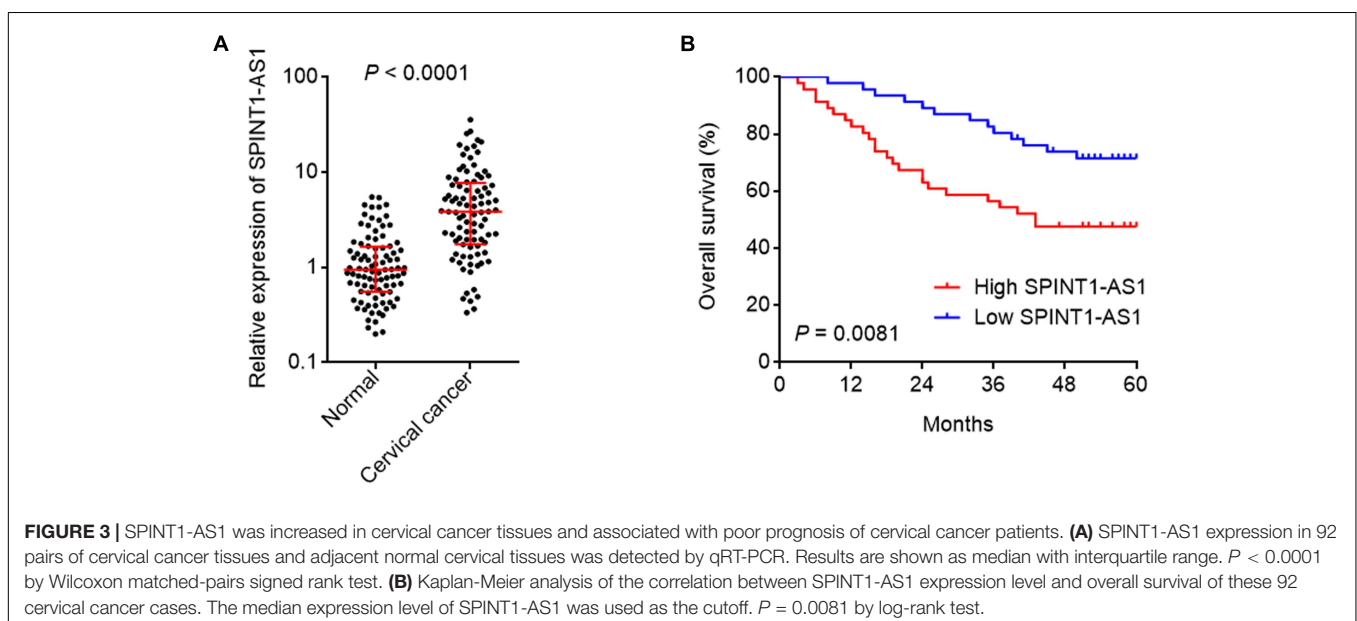 A
Relative expression of SPINT1-AS1
P < 0.0001
100
10
1
0.1
Normal
Cervical cancer
B
Overall survival (%)
100
80
60
40
20
0
High SPINT1-AS1
Low SPINT1-AS1
P = 0.0081
0 12 24 36 48 60
Months
FIGURE 3 | SPINT1-AS1 was increased in cervical cancer tissues and associated with poor prognosis of cervical cancer patients. (A) SPINT1-AS1 expression in 92
pairs of cervical cancer tissues and adjacent normal cervical tissues was detected by qRT-PCR. Results are shown as median with interquartile range. P < 0.0001
by Wilcoxon matched-pairs signed rank test. (B) Kaplan-Meier analysis of the correlation between SPINT1-AS1 expression level and overall survival of these 92
cervical cancer cases. The median expression level of SPINT1-AS1 was used as the cutoff. P = 0.0081 by log-rank test.